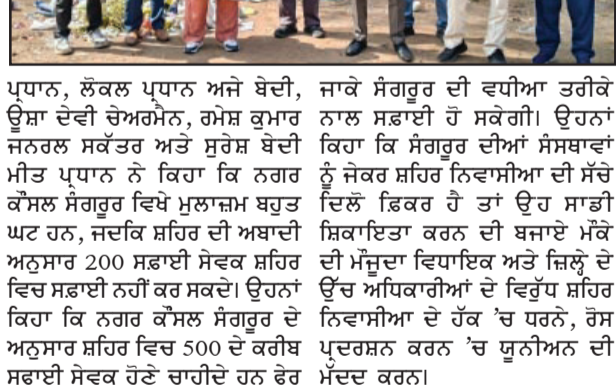 ਪ੍ਰਧਾਨ, ਲੋਕਲ ਪ੍ਰਧਾਨ ਅਜੇ ਬੇਦੀ,
ਊਸ਼ਾ ਦੇਵੀ ਚੇਅਰਮੈਨ, ਰਮੇਸ਼ ਕੁਮਾਰ
ਜਨਰਲ ਸਕੱਤਰ ਅਤੇ ਸੁਰੇਸ਼ ਬੇਦੀ
ਮੀਤ ਪ੍ਰਧਾਨ ਨੇ ਕਿਹਾ ਕਿ ਨਗਰ
ਕੌਂਸਲ ਸੰਗਰੂਰ ਵਿਖੇ ਮੁਲਾਜ਼ਮ ਬਹੁਤ
ਘਟ ਹਨ, ਜਦਕਿ ਸ਼ਹਿਰ ਦੀ ਅਬਾਦੀ
ਅਨੁਸਾਰ 200 ਸਫ਼ਾਈ ਸੇਵਕ ਸ਼ਹਿਰ
ਵਿਚ ਸਫ਼ਾਈ ਨਹੀਂ ਕਰ ਸਕਦੇ। ਉਹਨਾਂ
ਕਿਹਾ ਕਿ ਨਗਰ ਕੌਂਸਲ ਸੰਗਰੂਰ ਦੇ
ਅਨੁਸਾਰ ਸ਼ਹਿਰ ਵਿਚ 500 ਦੇ ਕਰੀਬ
ਸਫਾਈ ਸੇਵਕ ਹੋਣੇ ਚਾਹੀਦੇ ਹਨ ਫੇਰ
ਜਾਕੇ ਸੰਗਰੂਰ ਦੀ ਵਧੀਆ ਤਰੀਕੇ
ਨਾਲ ਸਫ਼ਾਈ ਹੋ ਸਕੇਗੀ। ਉਹਨਾਂ
ਕਿਹਾ ਕਿ ਸੰਗਰੂਰ ਦੀਆਂ ਸੰਸਥਾਵਾਂ
ਨੂੰ ਜੇਕਰ ਸ਼ਹਿਰ ਨਿਵਾਸੀਆ ਦੀ ਸੱਚੇ
ਦਿਲੋ ਫ਼ਿਕਰ ਹੈ ਤਾਂ ਉਹ ਸਾਡੀ
ਸ਼ਿਕਾਇਤਾ ਕਰਨ ਦੀ ਬਜਾਏ ਮੌਕੇ
ਦੀ ਮੌਜੂਦਾ ਵਿਧਾਇਕ ਅਤੇ ਜ਼ਿਲ੍ਹੇ ਦੇ
ਉੱਚ ਅਧਿਕਾਰੀਆਂ ਦੇ ਵਿਰੁੱਧ ਸ਼ਹਿਰ
ਨਿਵਾਸੀਆ ਦੇ ਹੱਕ 'ਚ ਧਰਨੇ, ਰੋਸ
ਪ੍ਰਦਰਸ਼ਨ ਕਰਨ 'ਚ ਯੂਨੀਅਨ ਦੀ
ਮੱਦਦ ਕਰਨ।